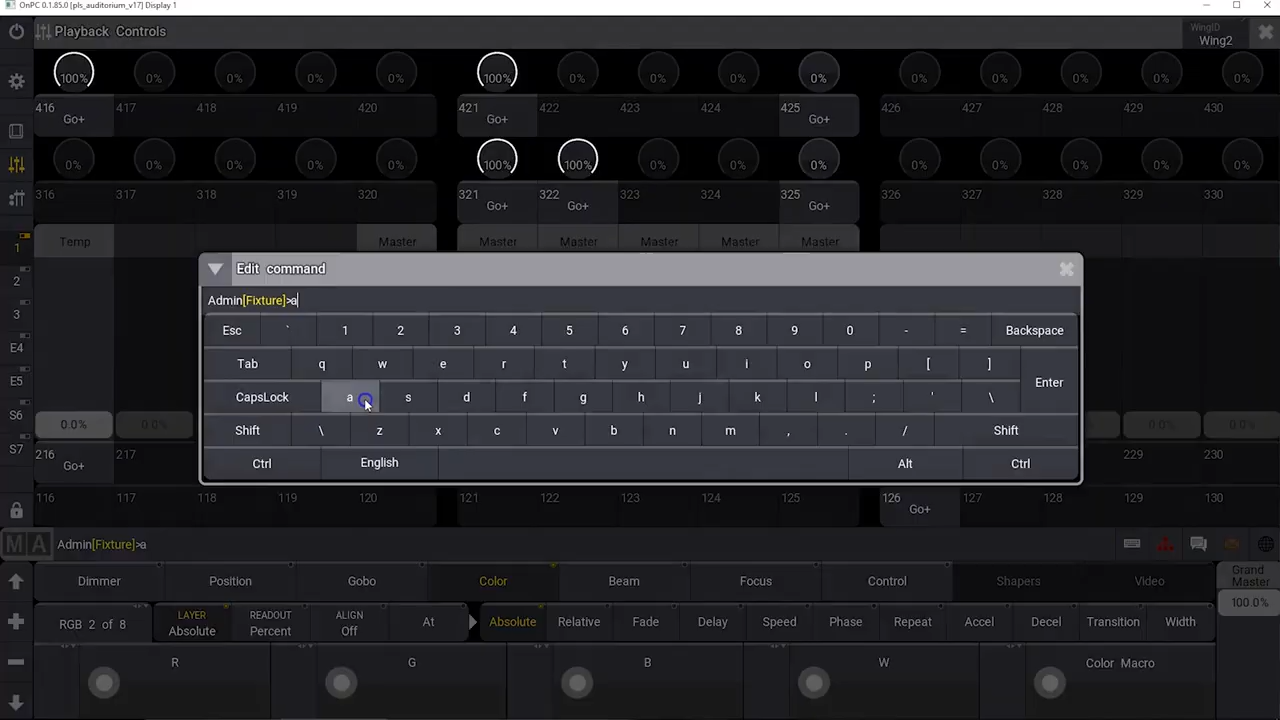 OnPC 0.1.85.0 [pls_auditorium_v17] Display 1
Playback Controls
WingID
Wing2
100% 0% 0% 0% 0% 100% 0% 0% 0% 0% 0% 0% 0% 0% 0%
416 417 418 419 420 421 422 423 424 425 426 427 428 429 430
Go+ Go+ Go+
0% 0% 0% 0% 0% 100% 100% 0% 0% 0% 0% 0% 0% 0% 0%
316 317 318 319 320 321 322 323 324 325 326 327 328 329 330
Go+ Go+ Go+
Temp Master Master Master Master Master Master
1
2
3
E4
E5
S6
S7
Edit command
Admin[Fixture]>a
Esc ` 1 2 3 4 5 6 7 8 9 0 - = Backspace
Tab q w e r t y u i o p [ ]
Enter
CapsLock a s d f g h j k l ; ' \
Shift \ z x c v b n m , . / Shift
Ctrl English Alt Ctrl
0.0% 0.0% 0.0% 0.0%
216 217 229 230
Go+
116 117 118 119 120 121 122 123 124 125 126 127 128 129 130
Go+
MA Admin[Fixture]>a
Dimmer Position Gobo Color Beam Focus Control Shapers Video
Grand
Master
100.0%
RGB 2 of 8
LAYER
Absolute
READOUT
Percent
ALIGN
Off
At
Absolute Relative Fade Delay Speed Phase Repeat Accel Decel Transition Width
R G B W Color Macro